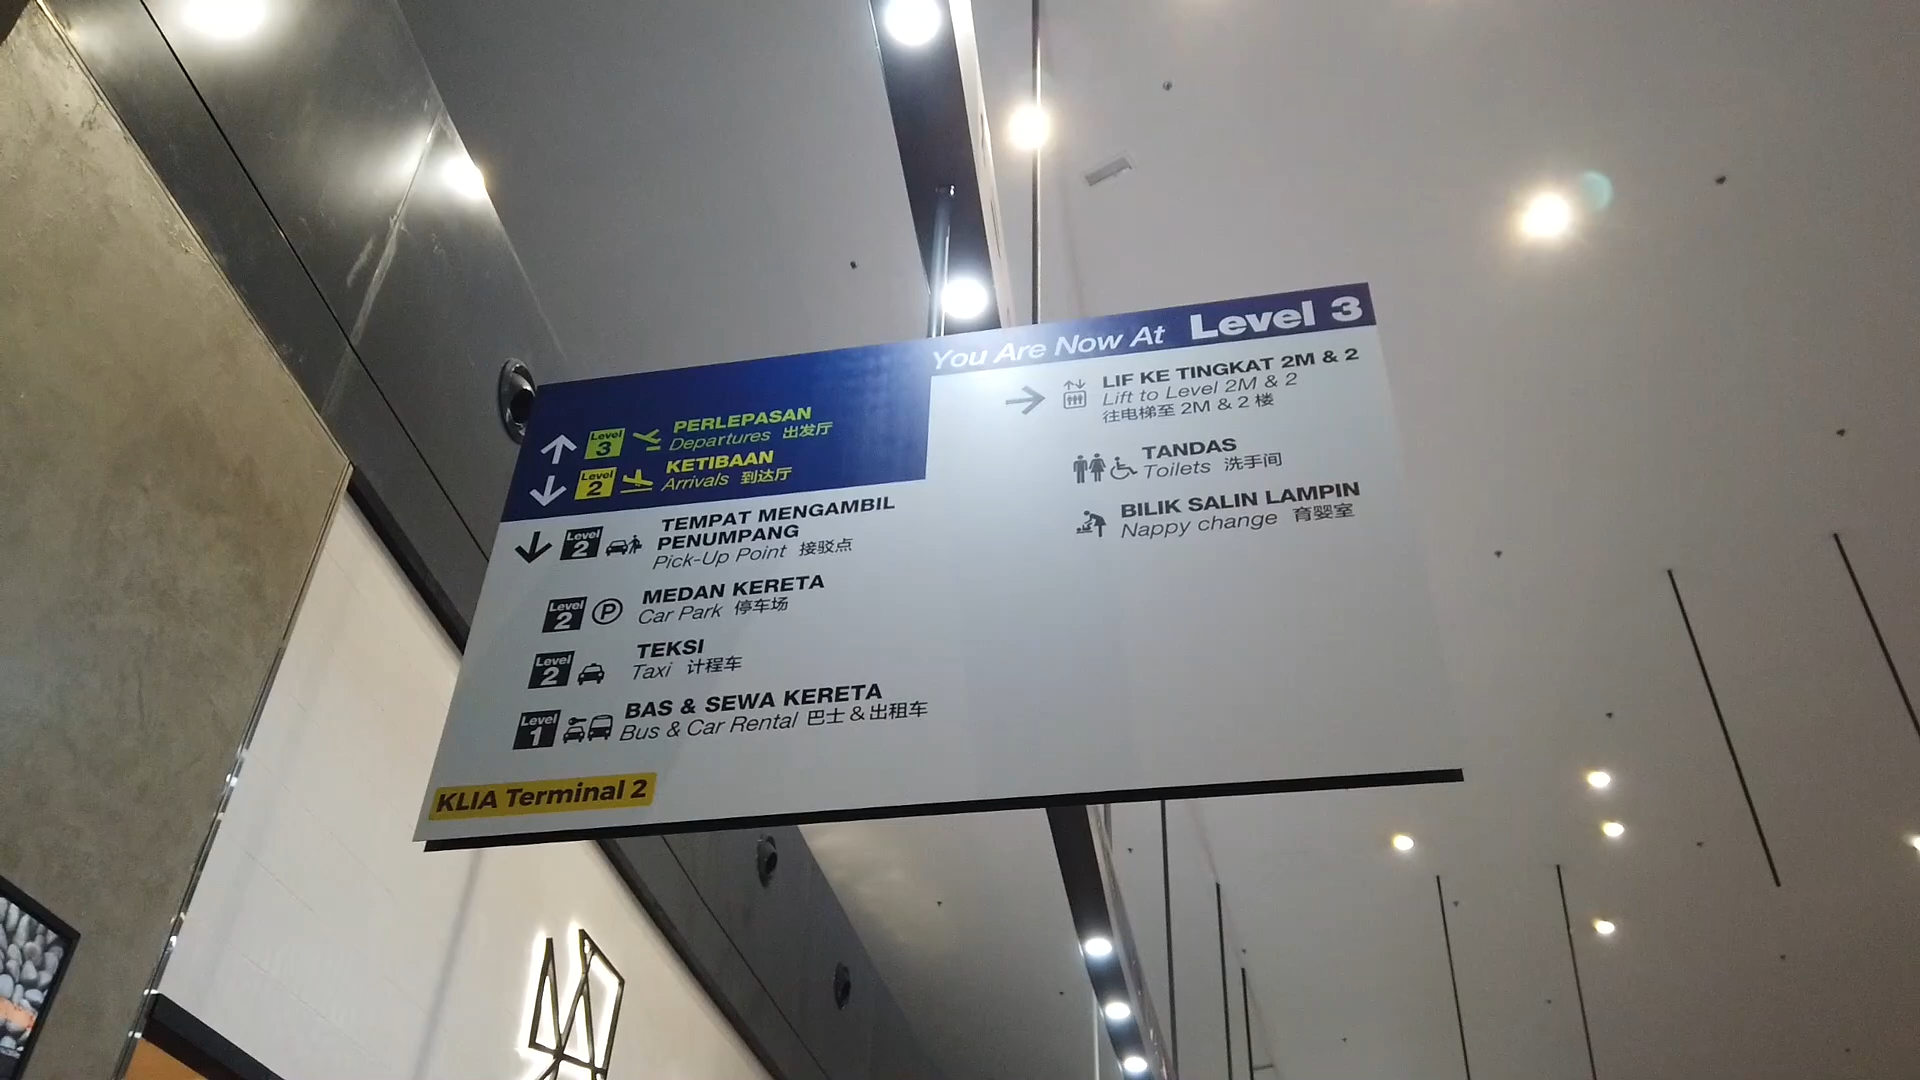 You Are Now At Level 3
Level 3 PERLEPASAN
Departures 出发厅
Level 2 KETIBAAN
Arrivals 到达厅
Level 2 TEMPAT MENGAMBIL
PENUMPANG
Pick-Up Point 接驳点
Level 2 P MEDAN KERETA
Car Park 停车场
Level 2 TEKSI
Taxi 计程车
Level 1 BAS & SEWA KERETA
Bus & Car Rental 巴士&出租车
KLIA Terminal 2
LIF KE TINGKAT 2M & 2
Lift to Level 2M & 2
往电梯至 2M & 2 楼
TANDAS
Toilets 洗手间
BILIK SALIN LAMPIN
Nappy change 育婴室